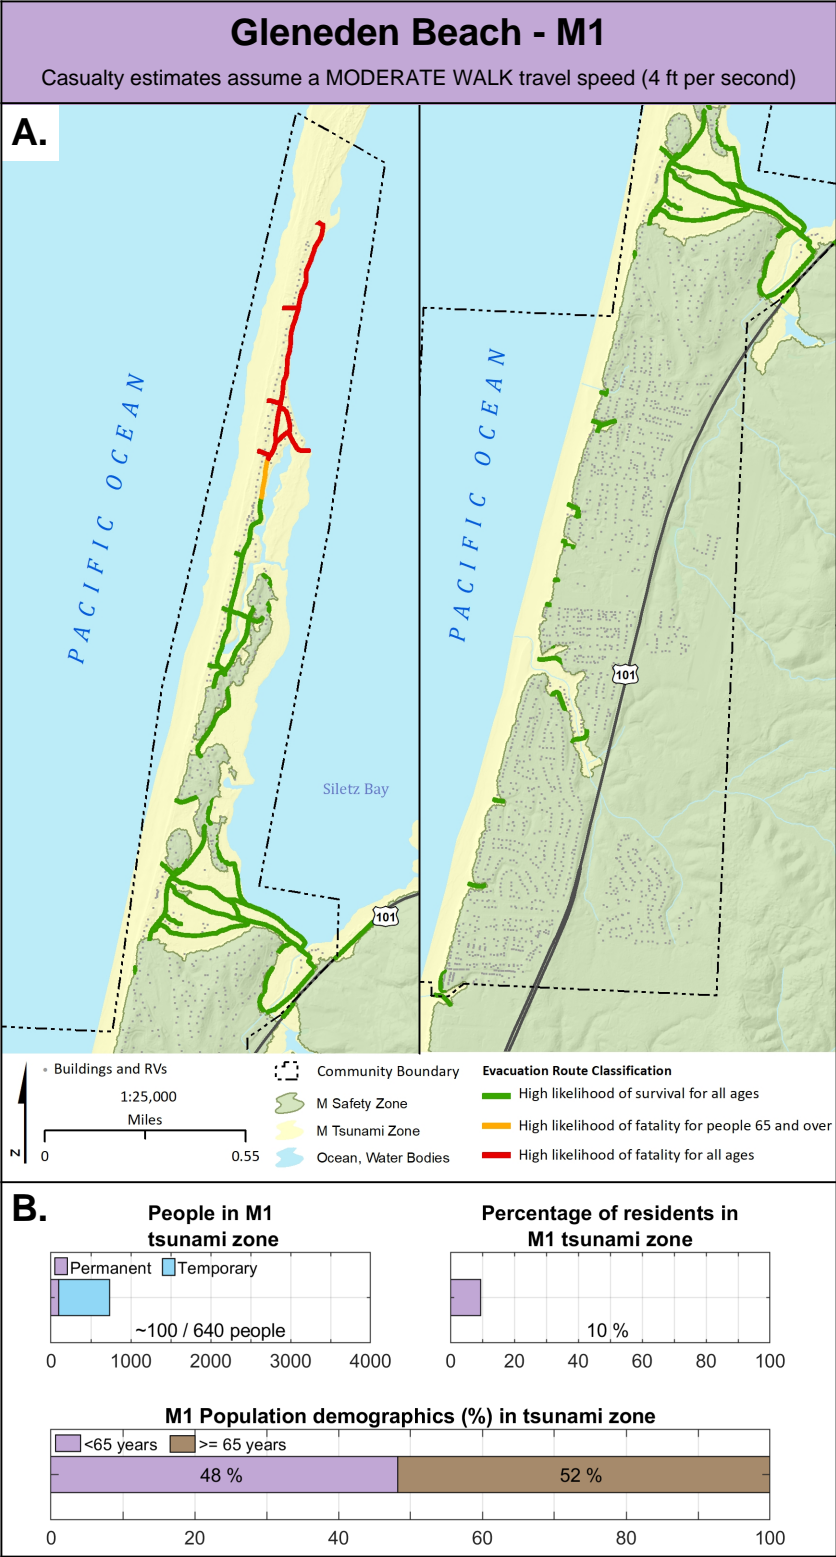 Gleneden Beach - M1
Casualty estimates assume a MODERATE WALK travel speed (4 ft per second)
A.
PACIFIC OCEAN
Siletz Bay
101
PACIFIC OCEAN
101
N
Buildings and RVs
1:25,000
Miles
0 0.55
Community Boundary
M Safety Zone
M Tsunami Zone
Ocean, Water Bodies
Evacuation Route Classification
High likelihood of survival for all ages
High likelihood of fatality for people 65 and over
High likelihood of fatality for all ages
B.
People in M1
tsunami zone
Permanent Temporary
~100 / 640 people
0 1000 2000 3000 4000
Percentage of residents in
M1 tsunami zone
10 %
0 20 40 60 80 100
M1 Population demographics (%) in tsunami zone
<65 years >= 65 years
48 % 52 %
0 20 40 60 80 100